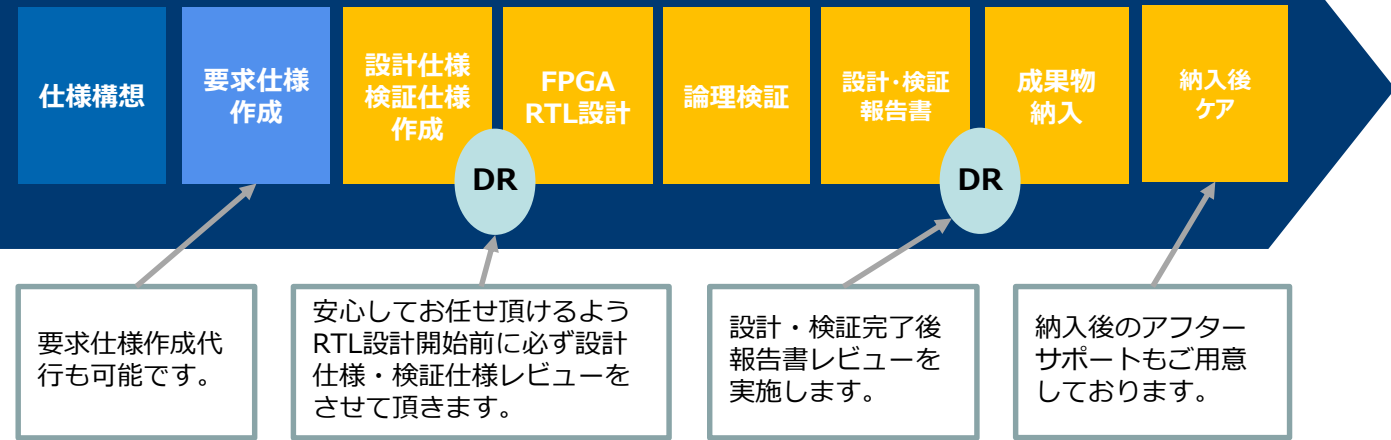 仕様構想
要求仕様
作成
設計仕様
検証仕様
作成
FPGA
RTL設計
論理検証
設計・検証
報告書
成果物
納入
納入後
ケア
DR
DR
要求仕様作成代
行も可能です。
安心してお任せ頂けるよう
RTL設計開始前に必ず設計
仕様・検証仕様レビューを
させて頂きます。
設計・検証完了後
報告書レビューを
実施します。
納入後のアフター
サポートもご用意
しております。